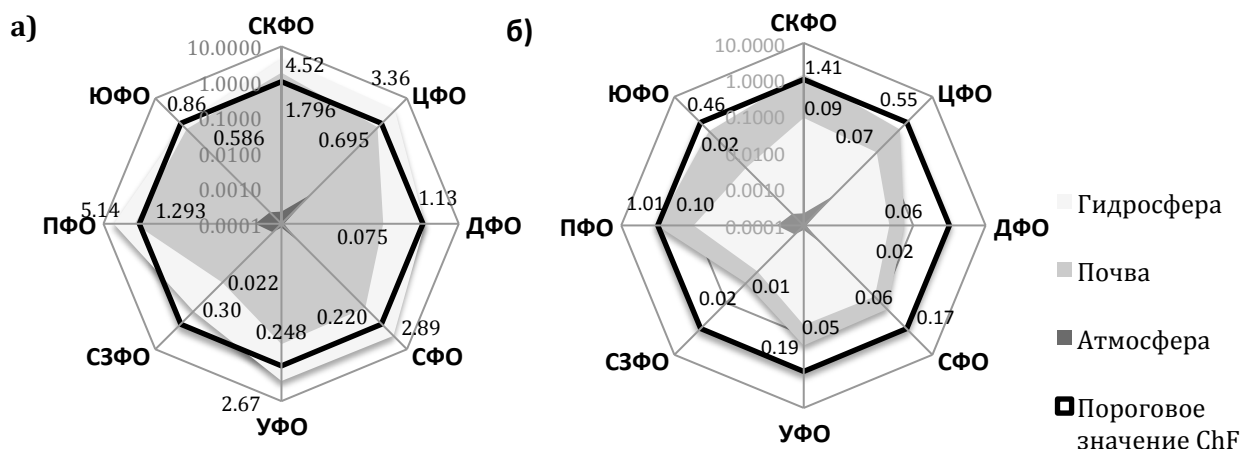 а)
СКФО
10.0000
1.0000
0.1000
0.0100
0.0010
0.0001
4.52
3.36
ЮФО
0.86
ЦФО
1.796
0.586
0.695
5.14
ПФО
1.293
1.13
ДФО
0.075
0.022
0.30
0.248
0.220
2.89
СЗФО
СФО
2.67
УФО
б)
СКФО
10.0000
1.0000
0.1000
0.0100
0.0010
0.0001
1.41
ЮФО
0.46
0.55
ЦФО
0.09
0.02
0.07
ПФО
1.01
0.10
0.06
ДФО
0.02
0.01
0.02
0.06
0.05
0.17
0.19
СЗФО
СФО
УФО
Гидросфера
Почва
Атмосфера
Пороговое
значение ChF